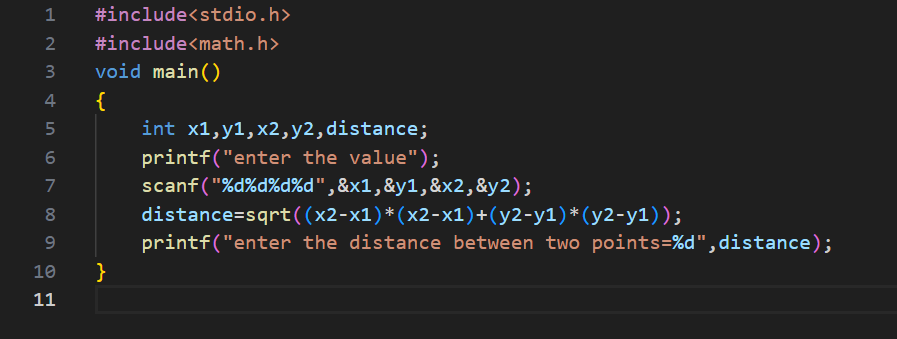 1 #include<stdio.h>
2 #include<math.h>
3 void main()
4 {
5     int x1,y1,x2,y2,distance;
6     printf("enter the value");
7     scanf("%d%d%d%d",&x1,&y1,&x2,&y2);
8     distance=sqrt((x2-x1)*(x2-x1)+(y2-y1)*(y2-y1));
9     printf("enter the distance between two points=%d",distance);
10 }
11